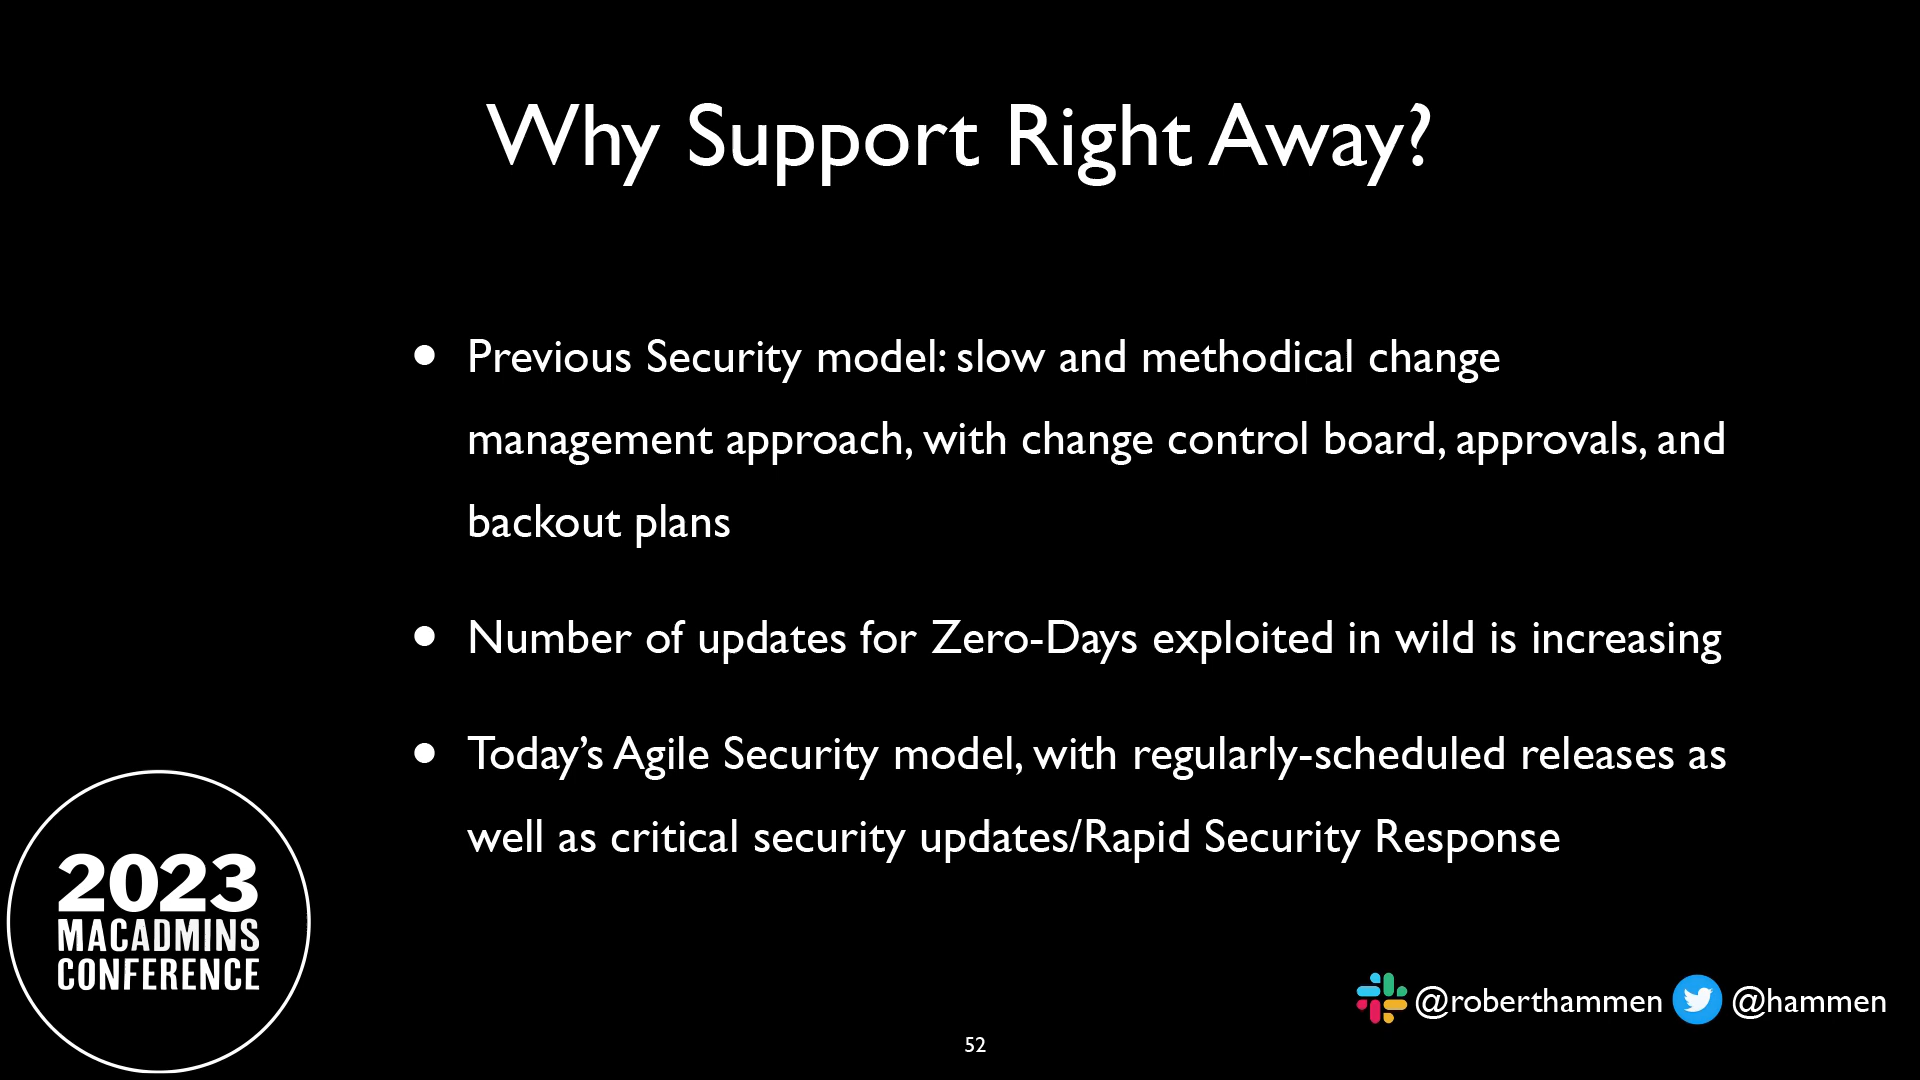 Why Support Right Away?
• Previous Security model: slow and methodical change
management approach, with change control board, approvals, and
backout plans
• Number of updates for Zero-Days exploited in wild is increasing
• Today’s Agile Security model, with regularly-scheduled releases as
well as critical security updates/Rapid Security Response
2023
MACADMINS
CONFERENCE
@roberthammen @hammen
52